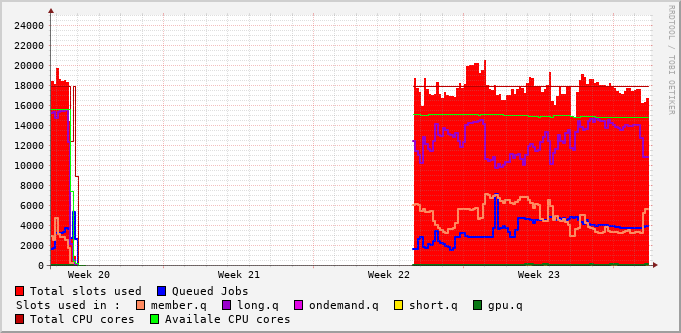 RRDTOOL / TOBI OETIKER
24000
22000
20000
18000
16000
14000
12000
10000
8000
6000
4000
2000
0
Week 20 Week 21 Week 22 Week 23
Total slots used Queued Jobs
Slots used in : member.q long.q ondemand.q short.q gpu.q
Total CPU cores Availale CPU cores